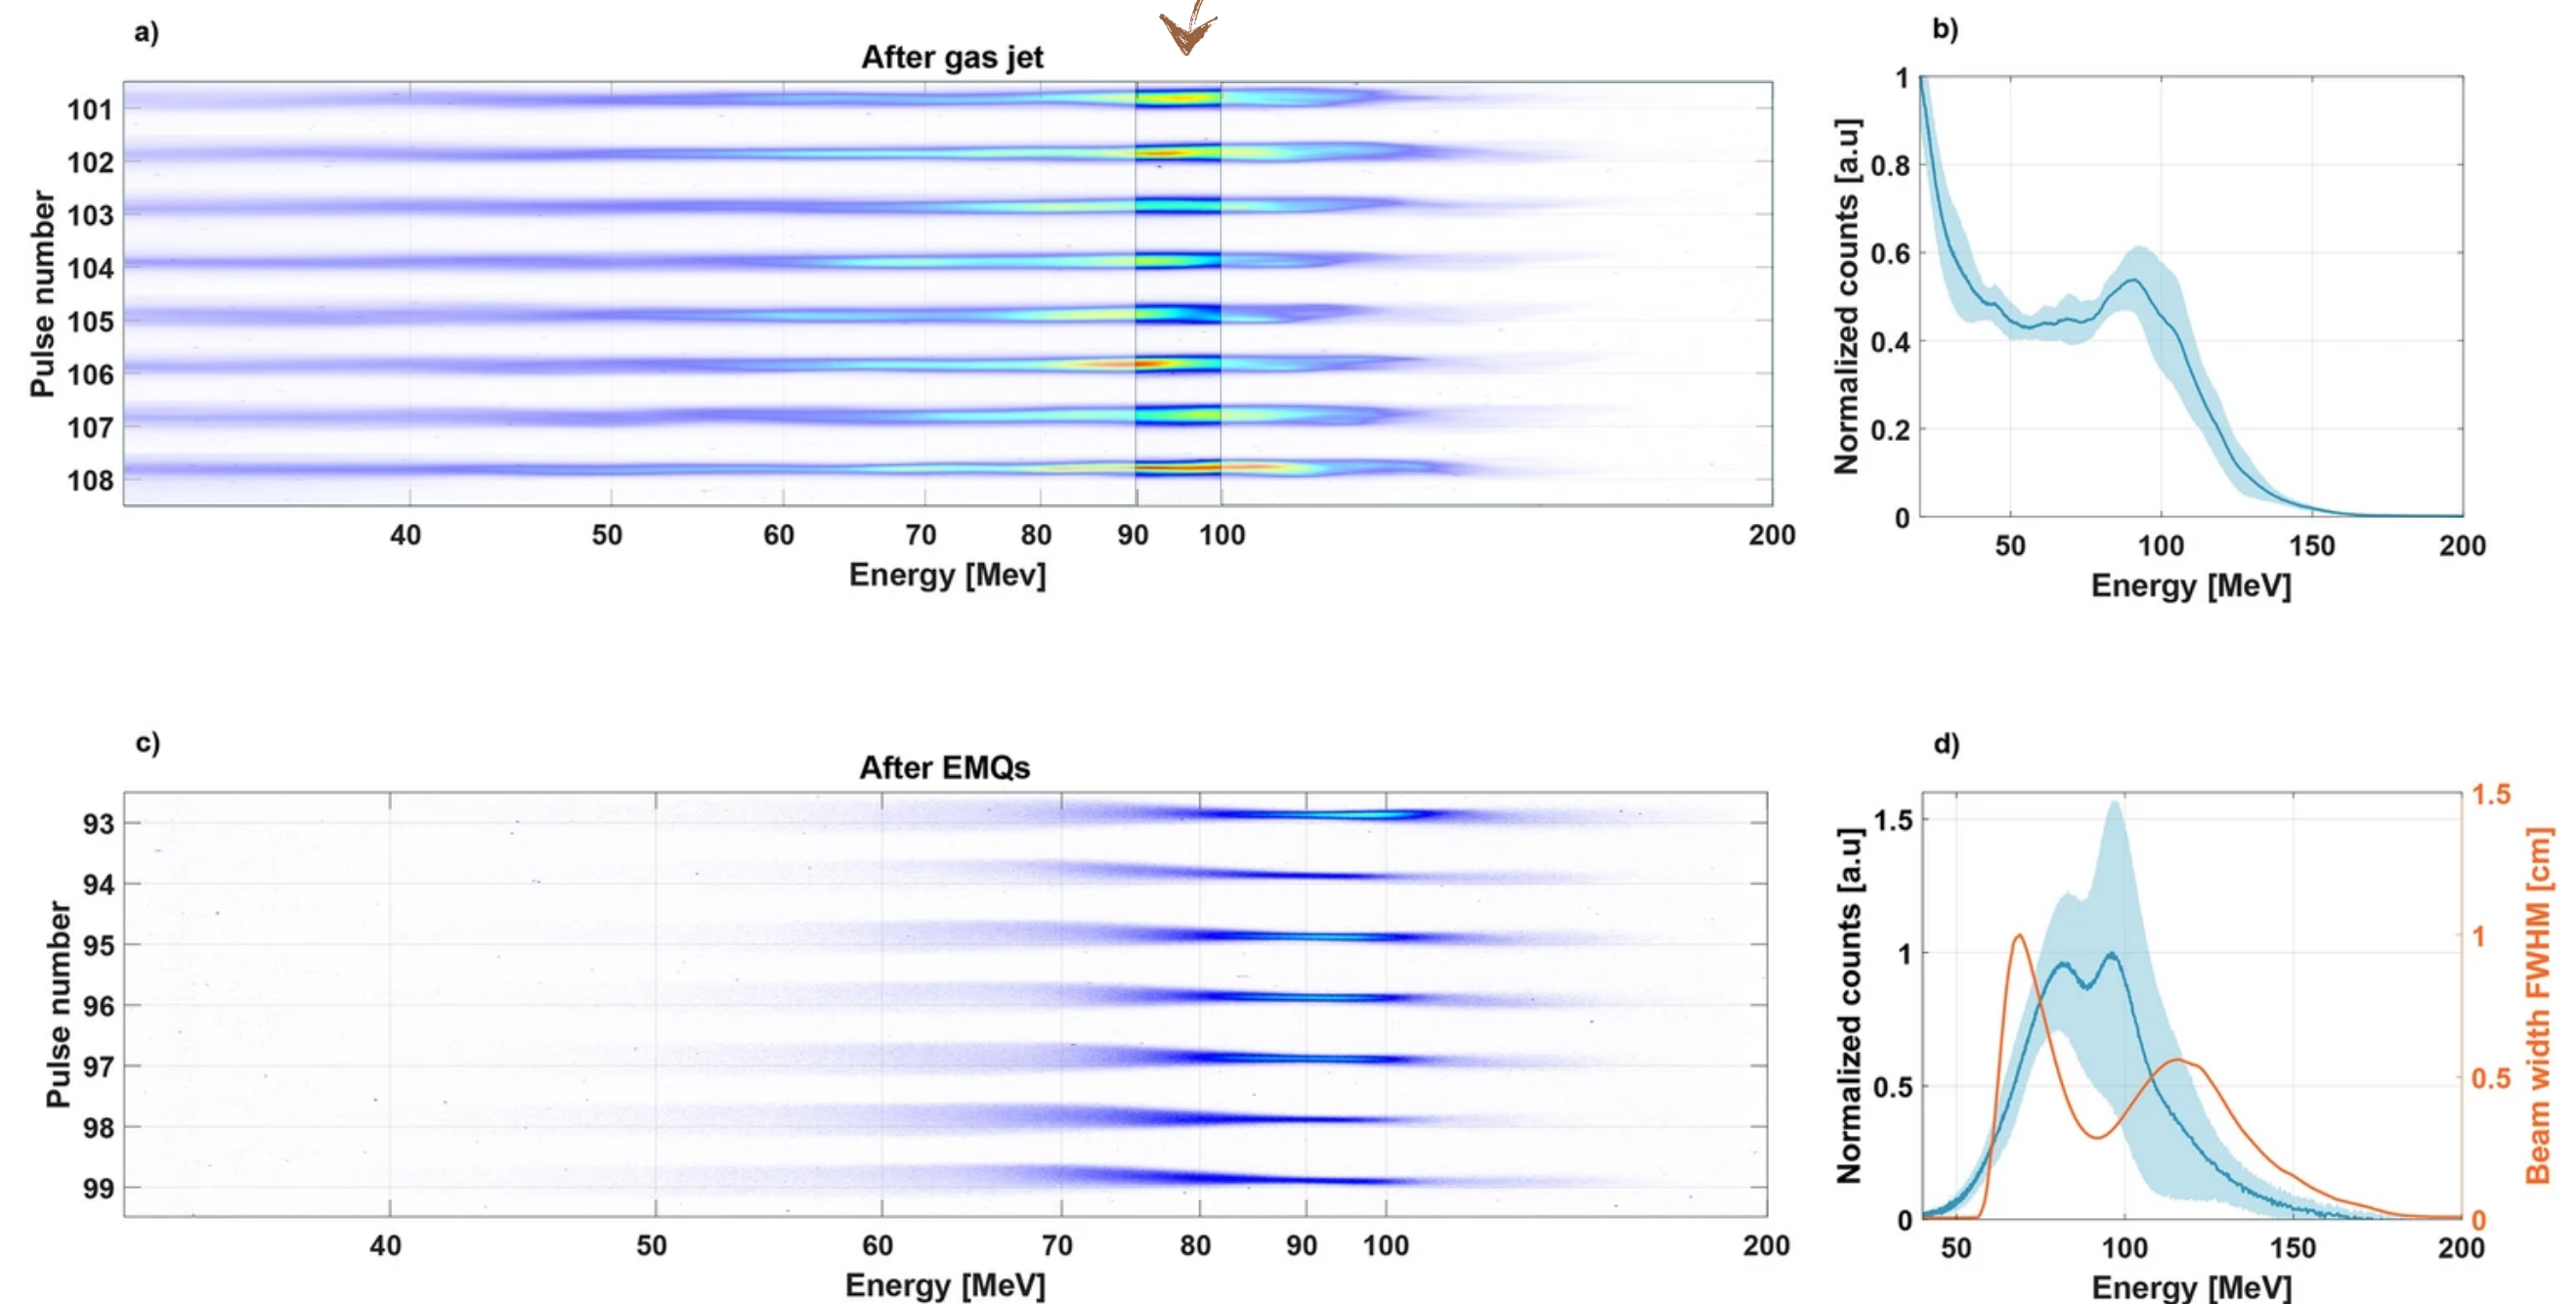 a)
After gas jet
Pulse number
101
102
103
104
105
106
107
108
40 50 60 70 80 90 100 200
Energy [Mev]
b)
Normalized counts [a.u]
1
0.8
0.6
0.4
0.2
0
50 100 150 200
Energy [MeV]
c)
After EMQs
Pulse number
93
94
95
96
97
98
99
40 50 60 70 80 90 100 200
Energy [MeV]
d)
Normalized counts [a.u]
1.5
1
0.5
0
1.5
1
0.5
0
Beam width FWHM [cm]
50 100 150 200
Energy [MeV]